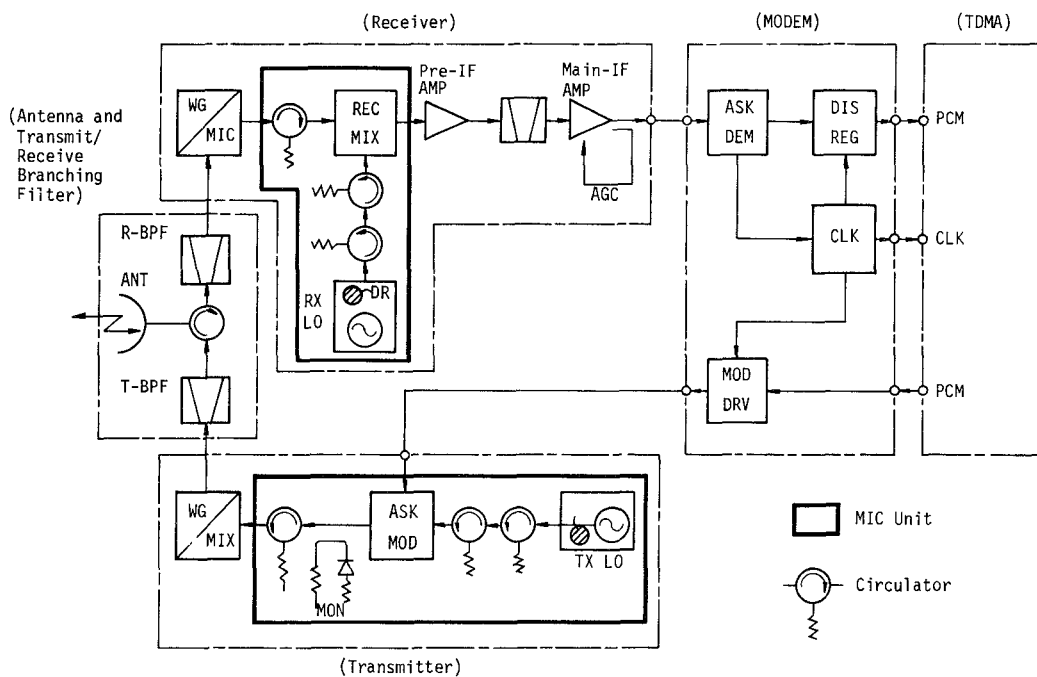 (Receiver)
(MODEM)
(TDMA)
(Antenna and
Transmit/
Receive
Branching
Filter)
WG
MIC
REC
MIX
Pre-IF
AMP
Main-IF
AMP
AGC
ASK
DEM
DIS
REG
PCM
CLK
CLK
R-BPF
ANT
T-BPF
RX
LO
DR
MOD
DRV
PCM
WG
MIX
MON
ASK
MOD
TX LO
MIC Unit
Circulator
(Transmitter)